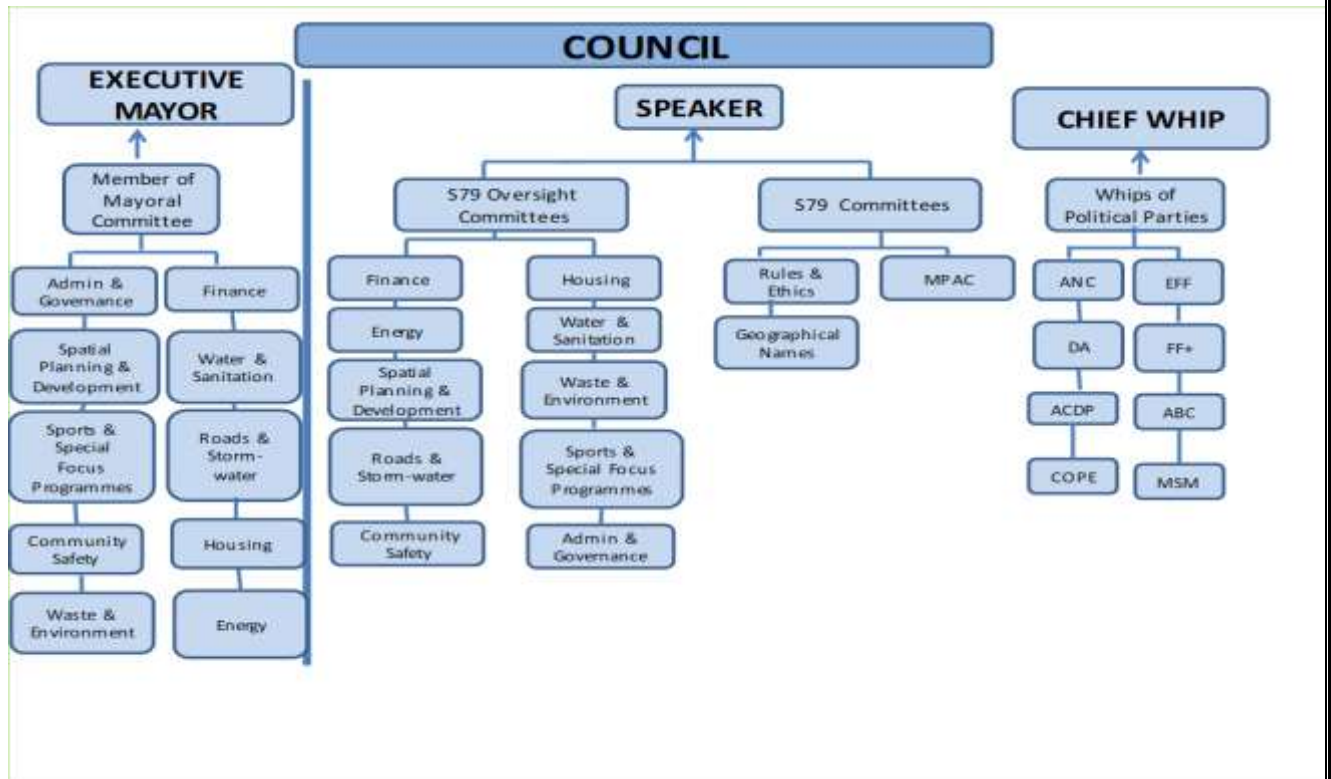 COUNCIL
EXECUTIVE
MAYOR
Member of
Mayoral
Committee
Admin &
Governance
Spatial
Planning &
Development
Sports &
Special
Focus
Programmes
Community
Safety
Waste &
Environment
Finance
Water &
Sanitation
Roads &
Storm-
water
Housing
Energy
SPEAKER
S79 Oversight
Committees
Finance
Energy
Spatial
Planning &
Development
Roads &
Storm-water
Community
Safety
Housing
Water &
Sanitation
Waste &
Environment
Sports &
Special Focus
Programmes
Admin &
Governance
S79 Committees
Rules &
Ethics
Geographical
Names
MPAC
CHIEF WHIP
Whips of
Political Parties
ANC
DA
ACDP
COPE
EFF
FF+
ABC
MSM